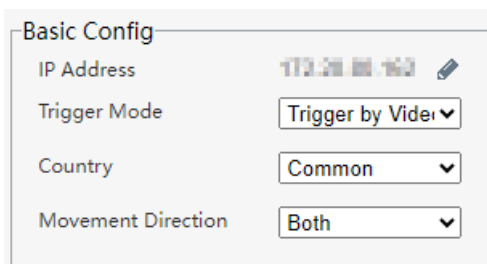 Basic Config
IP Address
Trigger Mode Trigger by Vide
Country Common
Movement Direction Both